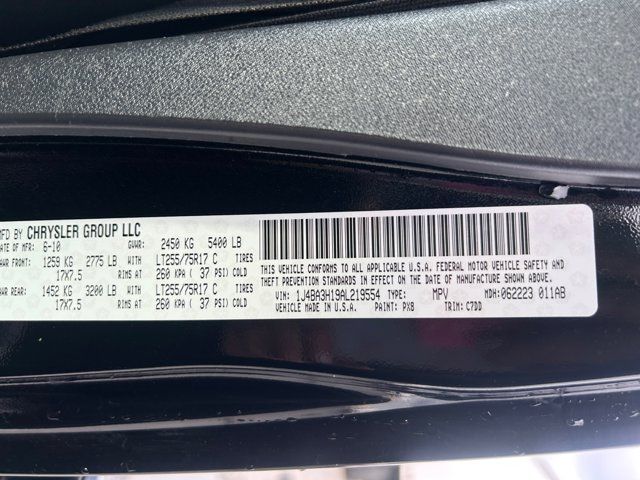 MFD BY CHRYSLER GROUP LLC
DATE OF MFR: 6-10 GVWR: 2450 KG 5400 LB
GAWR FRONT: 1259 KG 2775 LB WITH LT255/75R17 C TIRES
17X7.5 RIMS AT 260 KPA ( 37 PSI) COLD
GAWR REAR: 1452 KG 3200 LB WITH LT255/75R17 C TIRES
17X7.5 RIMS AT 260 KPA ( 37 PSI) COLD
THIS VEHICLE CONFORMS TO ALL APPLICABLE U.S.A. FEDERAL MOTOR VEHICLE SAFETY, BUMPER AND
THEFT PREVENTION STANDARDS IN EFFECT ON THE DATE OF MANUFACTURE SHOWN ABOVE.
VIN: 1J4BA3H19AL219554 TYPE: MPV MDH: 062223 011AB
VEHICLE MADE IN U.S.A. PAINT: PX8 TRIM: C7DD